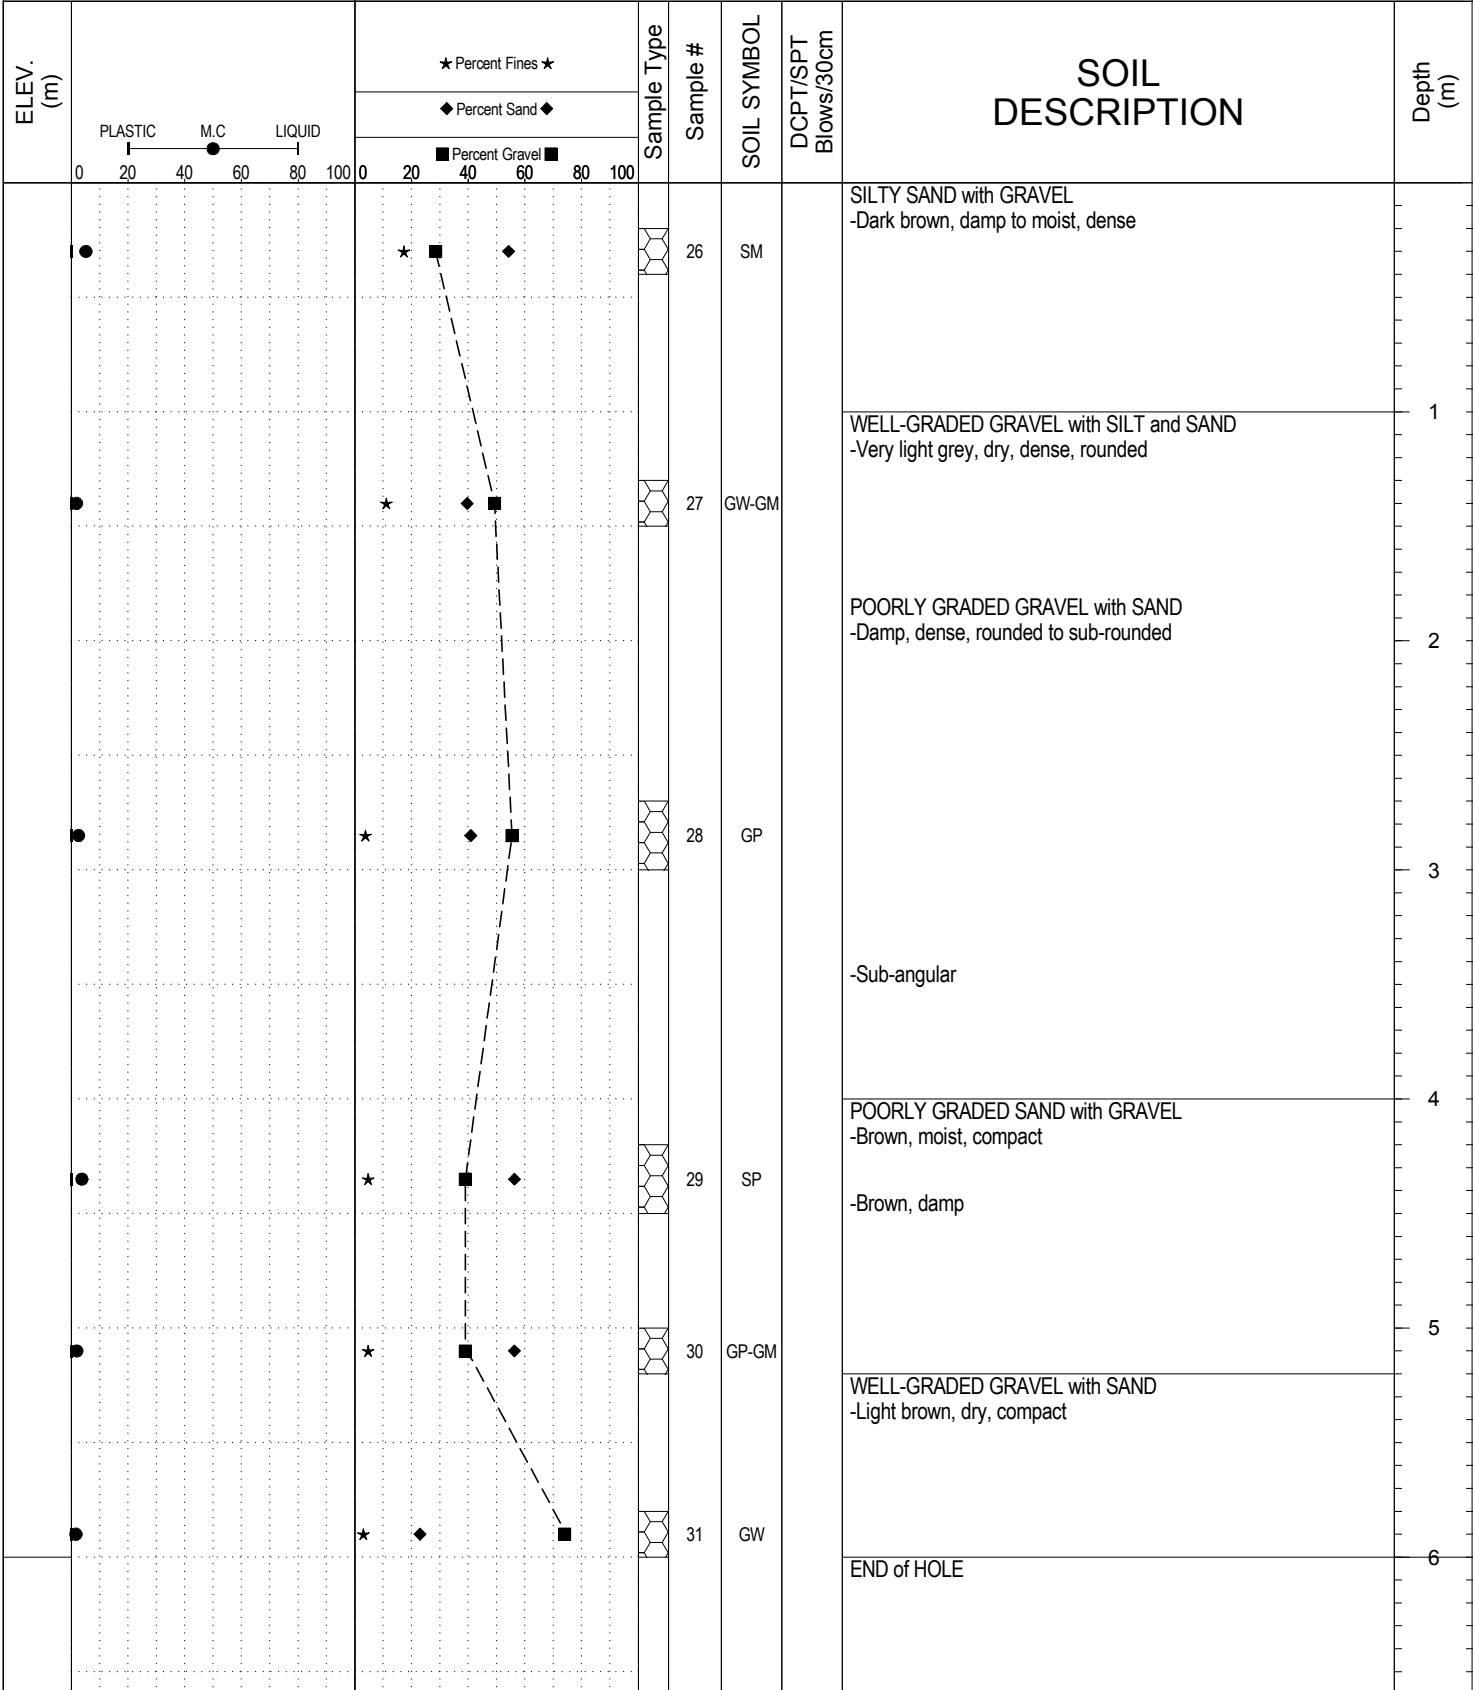 ELEV.
(m)
PLASTIC M.C LIQUID
0 20 40 60 80 100
★ Percent Fines ★
◆ Percent Sand ◆
■ Percent Gravel ■
0 20 40 60 80 100
Sample Type
Sample #
SOIL SYMBOL
DCPT/SPT
Blows/30cm
SOIL
DESCRIPTION
Depth
(m)
SILTY SAND with GRAVEL
-Dark brown, damp to moist, dense
26 SM
1
WELL-GRADED GRAVEL with SILT and SAND
-Very light grey, dry, dense, rounded
27 GW-GM
POORLY GRADED GRAVEL with SAND
-Damp, dense, rounded to sub-rounded
2
28 GP
3
-Sub-angular
4
POORLY GRADED SAND with GRAVEL
-Brown, moist, compact
29 SP
-Brown, damp
5
30 GP-GM
WELL-GRADED GRAVEL with SAND
-Light brown, dry, compact
31 GW
6
END of HOLE